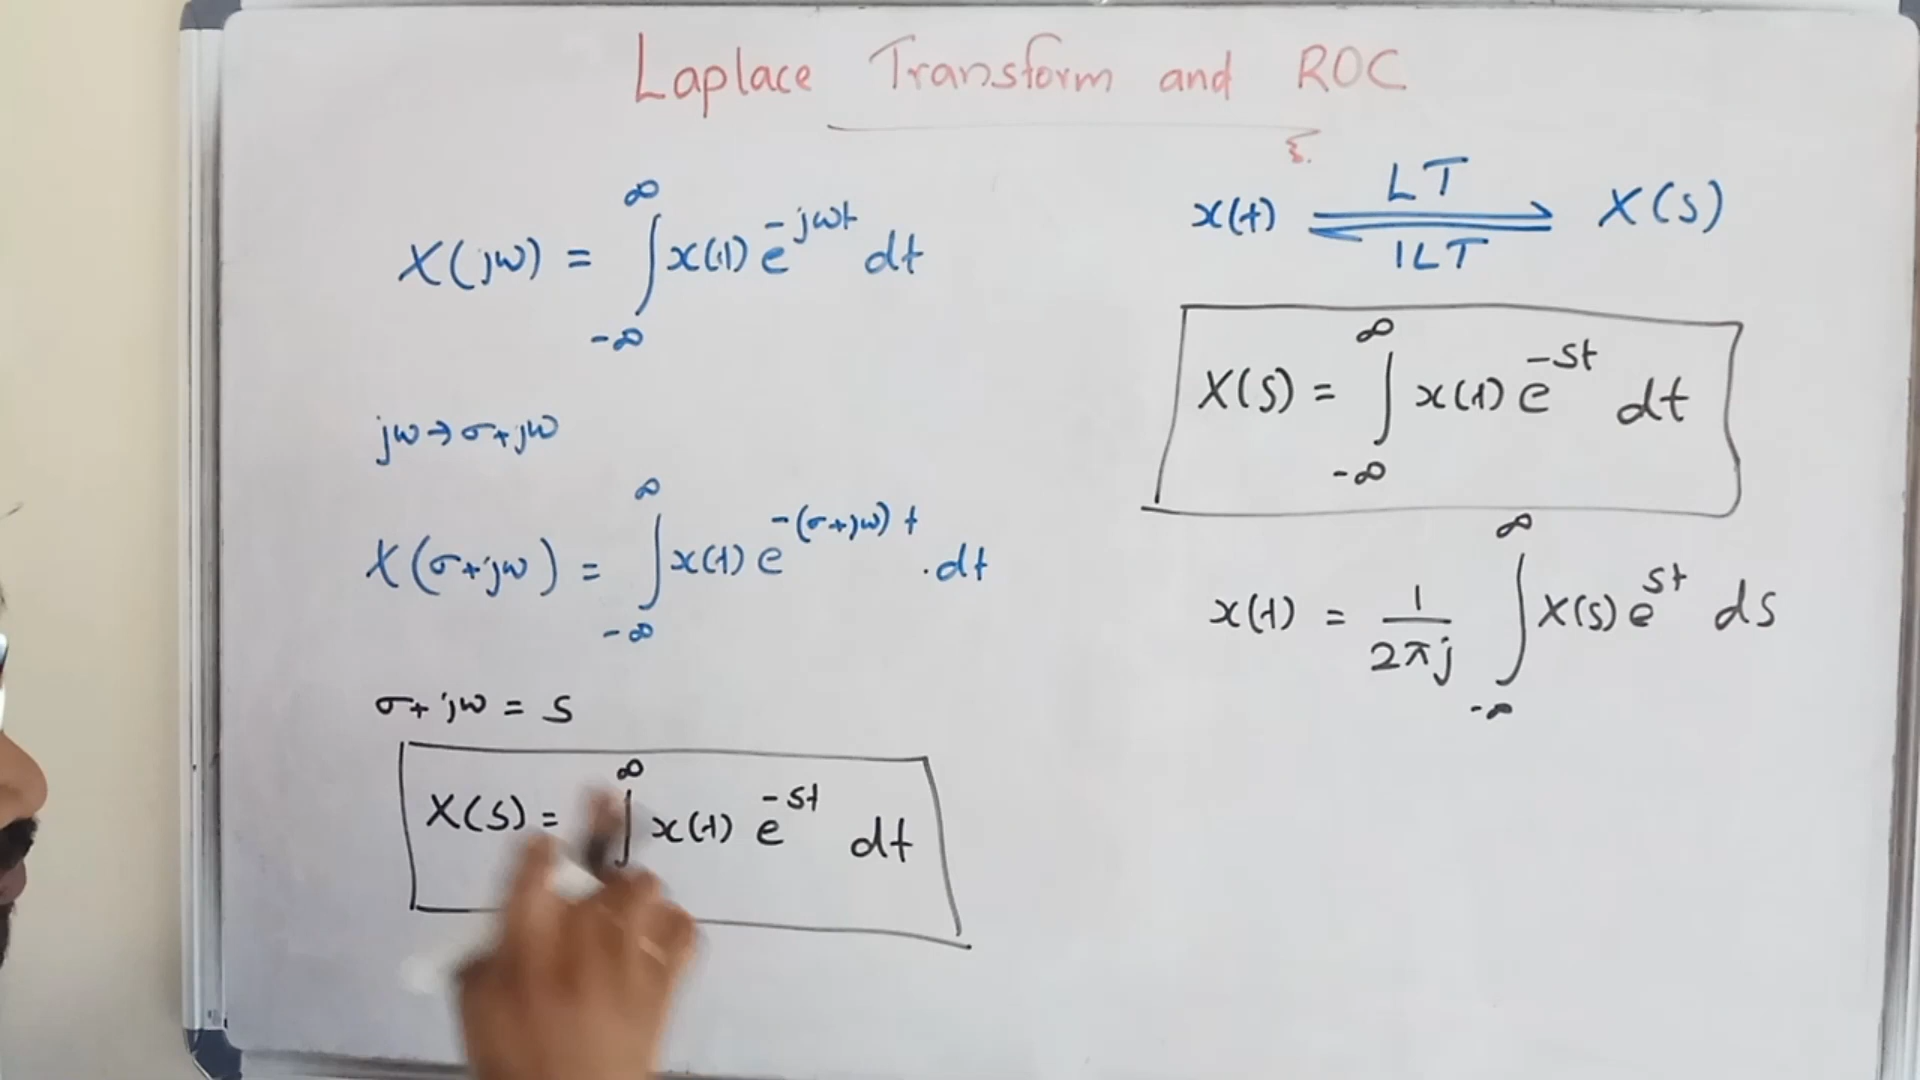 Laplace Transform and ROC
X(jω) = ∫_{-∞}^{∞} x(t) e^{-jωt} dt
jω → σ+jω
X(σ+jω) = ∫_{-∞}^{∞} x(t) e^{-(σ+jω)t} .dt
σ+jω = s
X(s) = ∫^{∞} x(t) e^{-st} dt
x(t) ⇌ X(s)
LT
ILT
X(s) = ∫_{-∞}^{∞} x(t) e^{-st} dt
x(t) = 1/2πj ∫_{-∞}^{∞} X(s) e^{st} ds